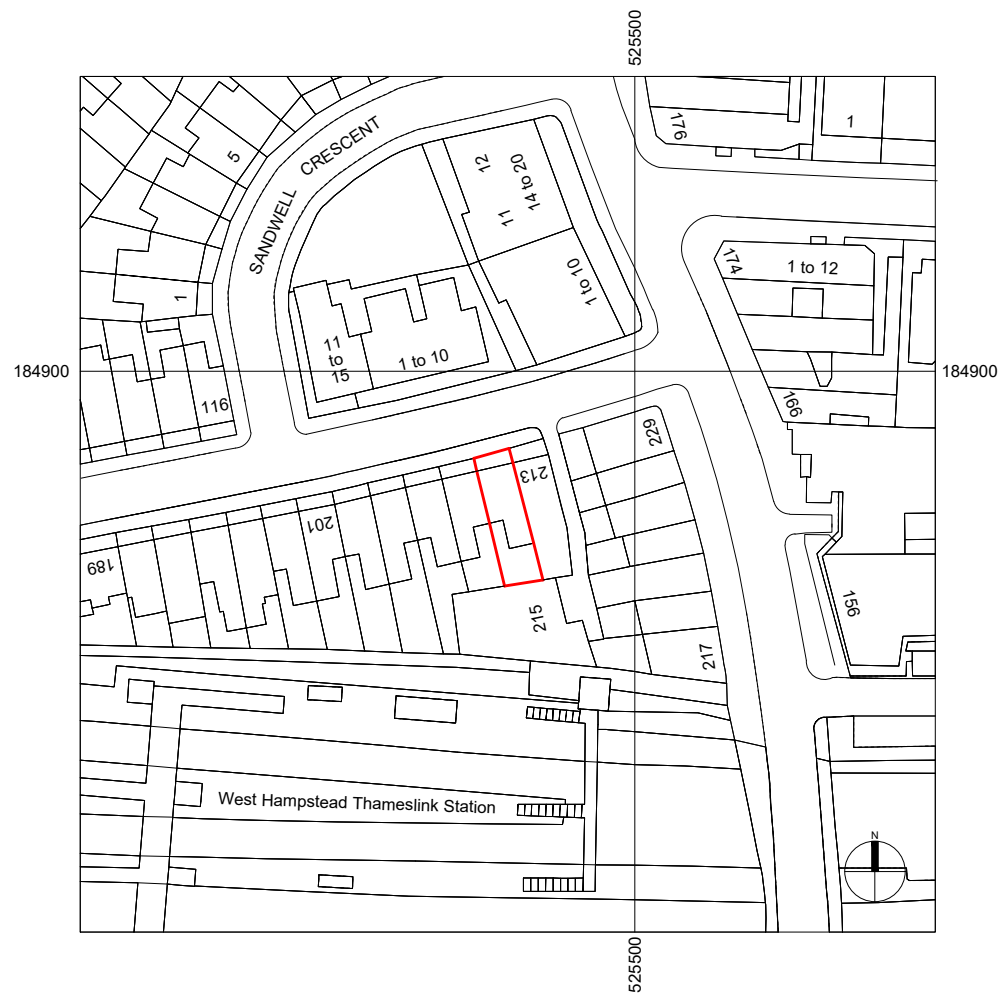 525500
176
1
5
SANDWELL CRESCENT
12
14 to 20
11
1
174
1 to 12
1 to 10
11
to
15
1 to 10
184900
184900
116
166
229
213
201
189
156
215
217
West Hampstead Thameslink Station
N
525500